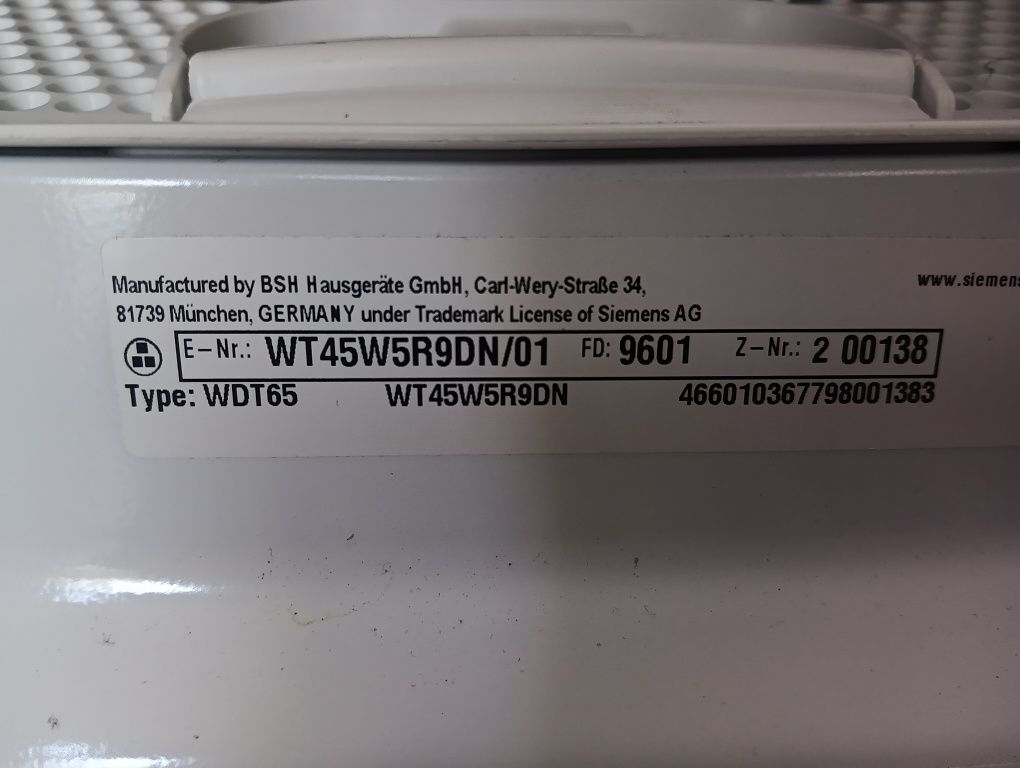 Manufactured by BSH Hausgeräte GmbH, Carl-Wery-Straße 34,
www.siemens
81739 München, GERMANY under Trademark License of Siemens AG
E-Nr.: WT45W5R9DN/01 FD: 9601 Z-Nr.: 2 00138
Type: WDT65 WT45W5R9DN 466010367798001383